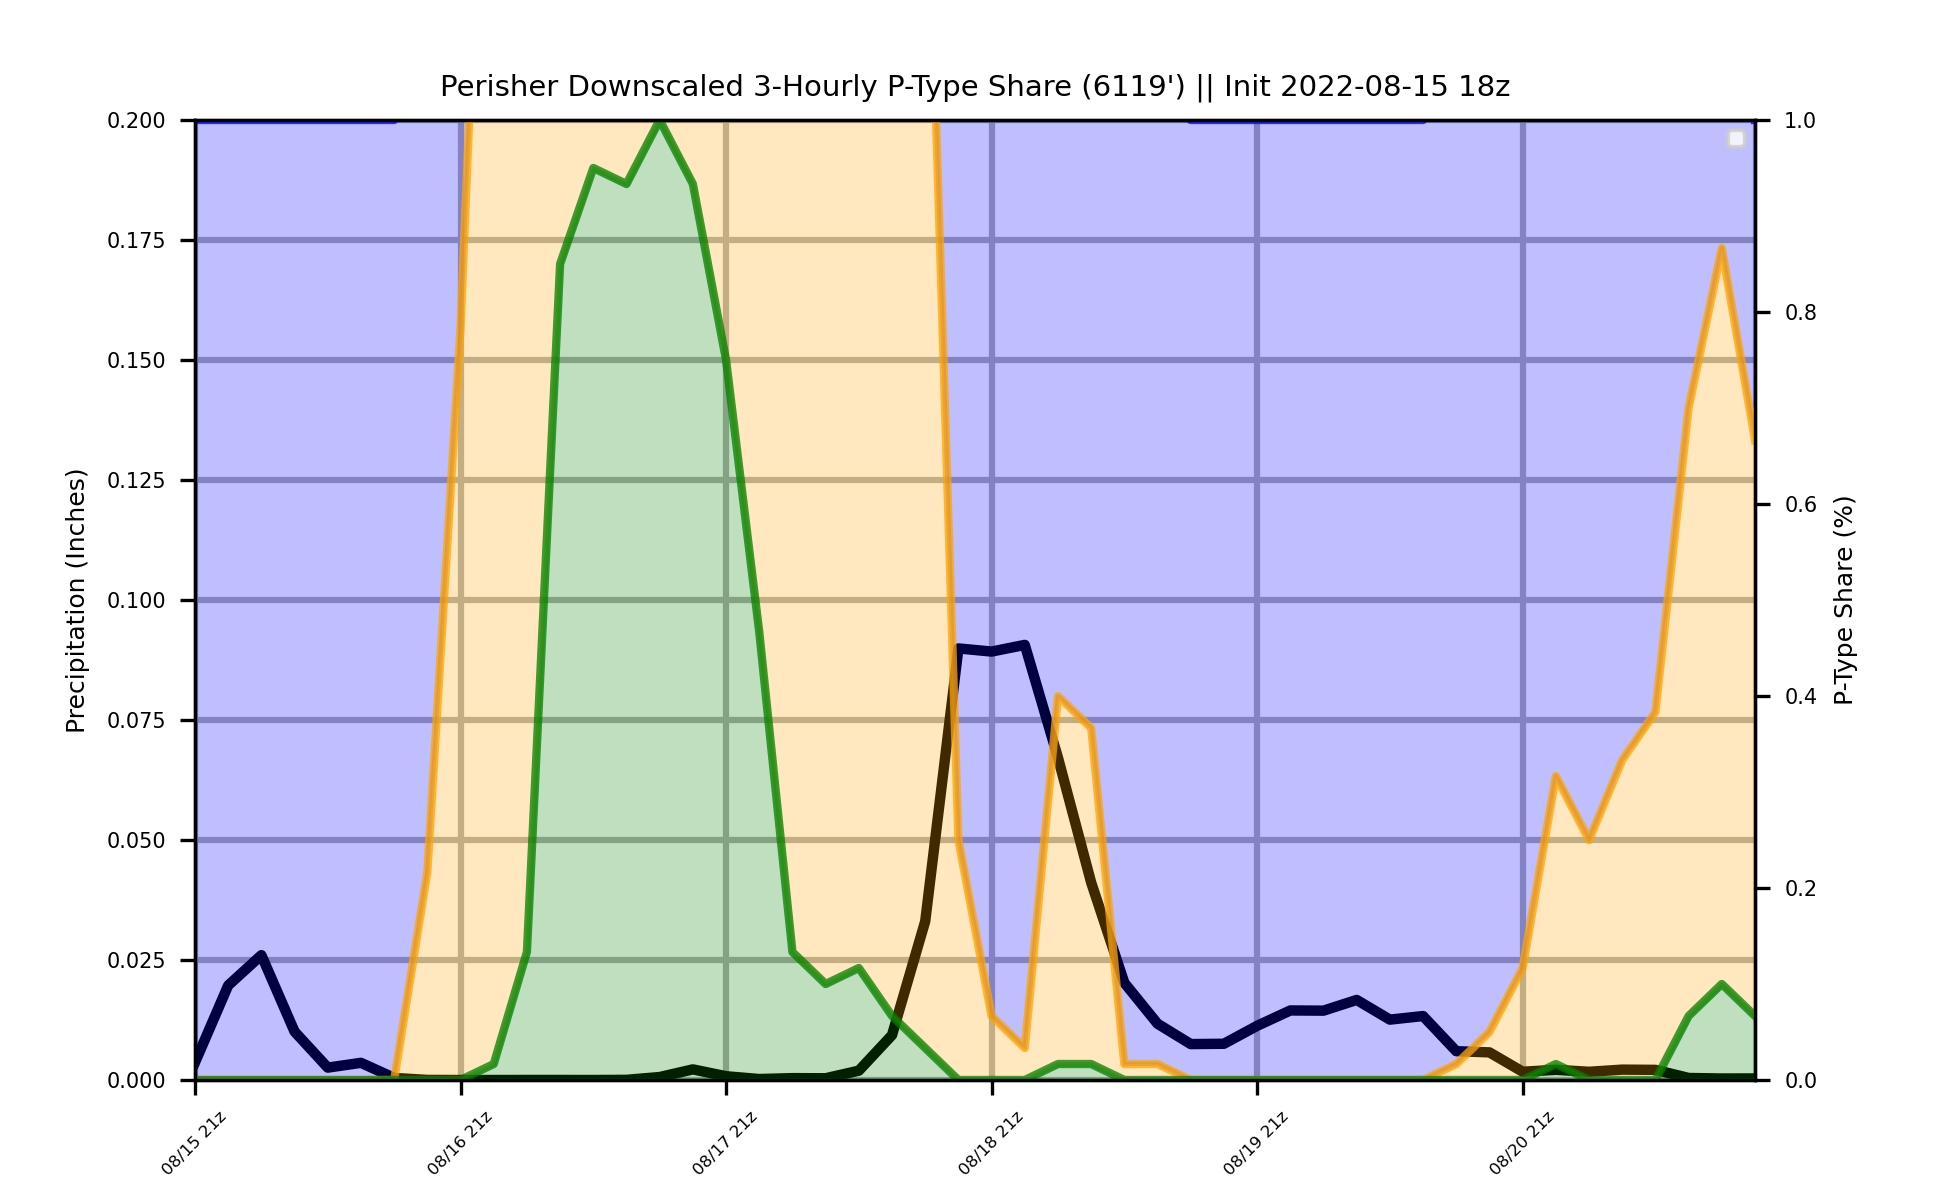 Perisher Downscaled 3-Hourly P-Type Share (6119') || Init 2022-08-15 18z
Precipitation (Inches)
0.200
0.175
0.150
0.125
0.100
0.075
0.050
0.025
0.000
1.0
0.8
0.6
0.4
0.2
0.0
P-Type Share (%)
08/15 21z
08/16 21z
08/17 21z
08/18 21z
08/19 21z
08/20 21z